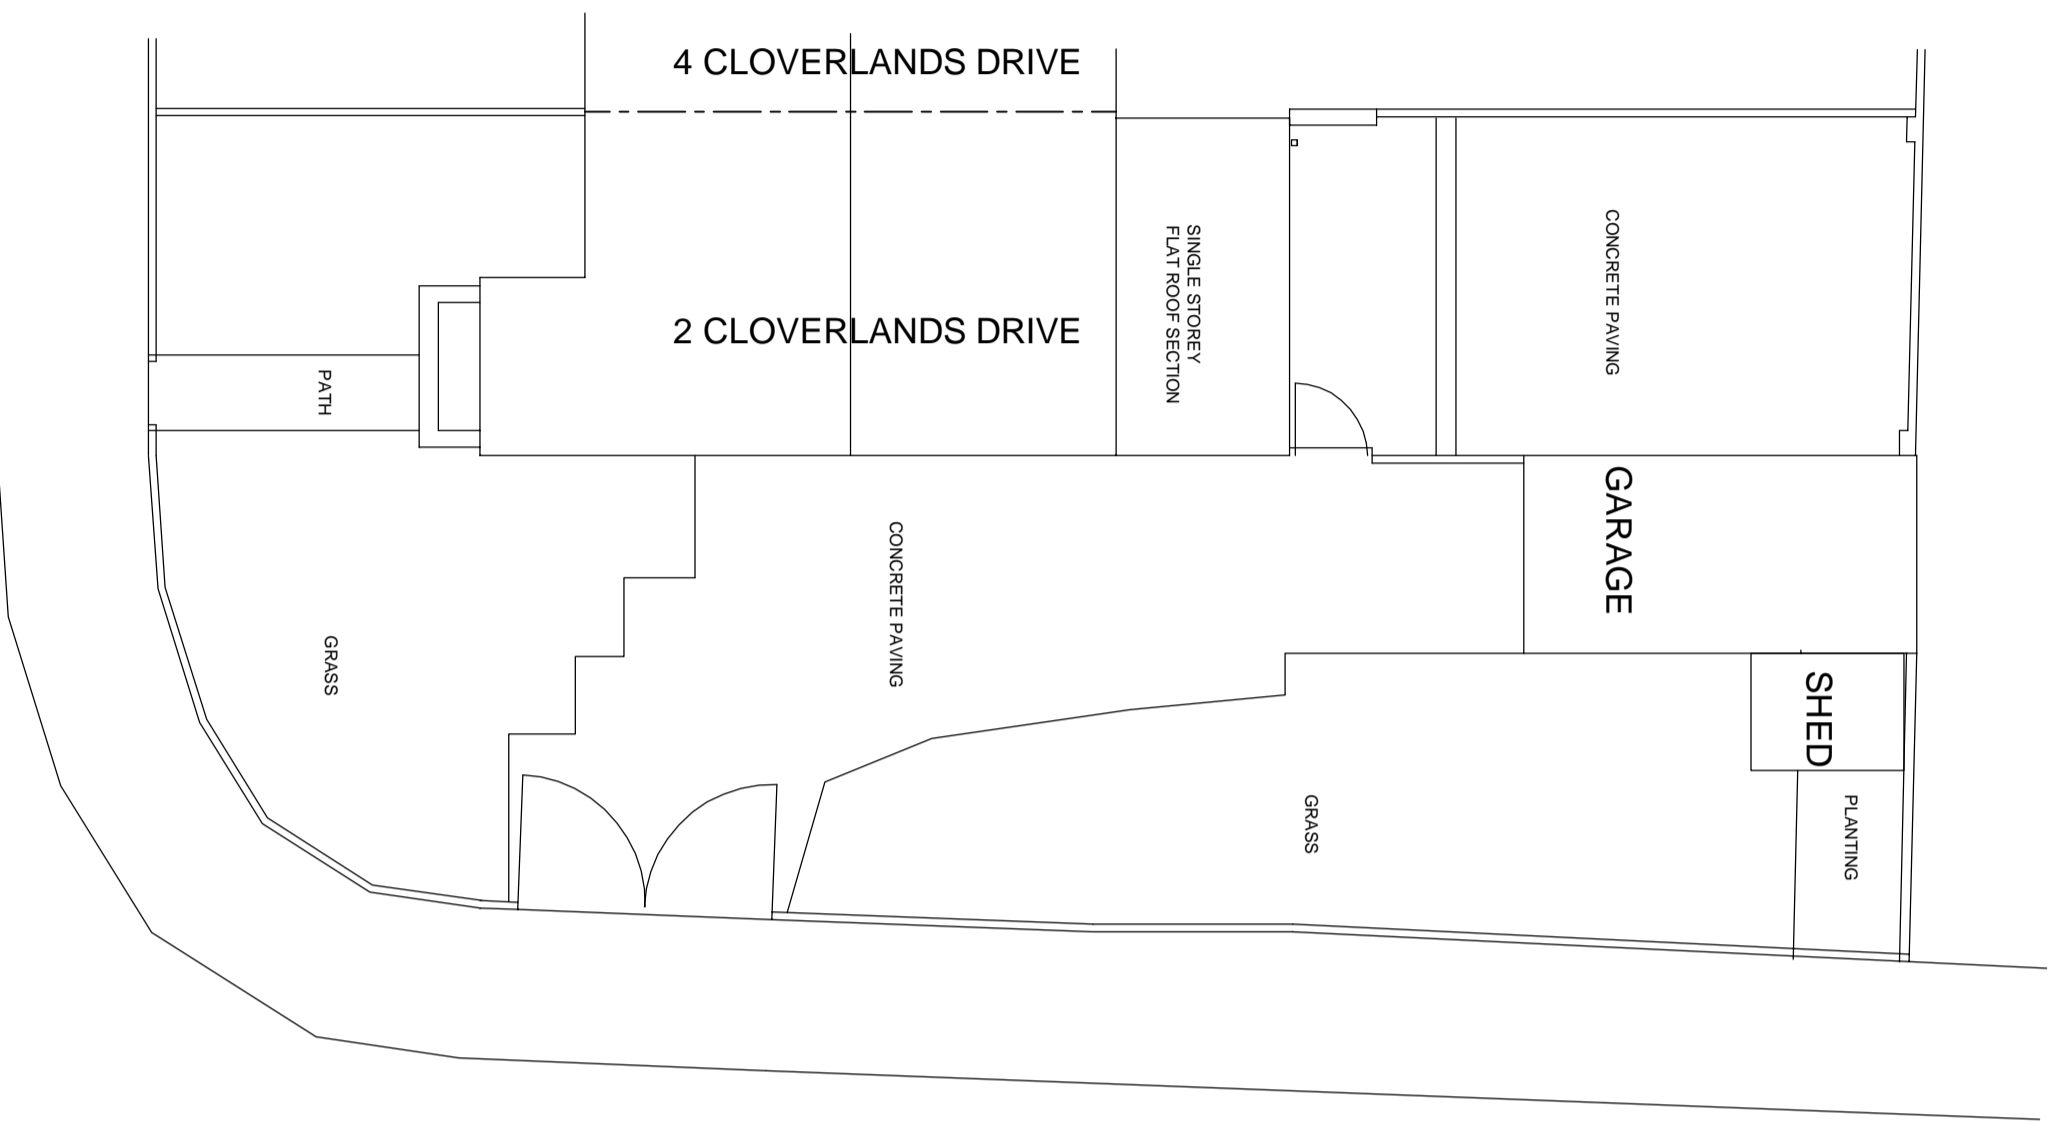 4 CLOVERLANDS DRIVE
2 CLOVERLANDS DRIVE
SINGLE STOREY
FLAT ROOF SECTION
CONCRETE PAVING
PATH
GARAGE
CONCRETE PAVING
GRASS
SHED
GRASS
PLANTING